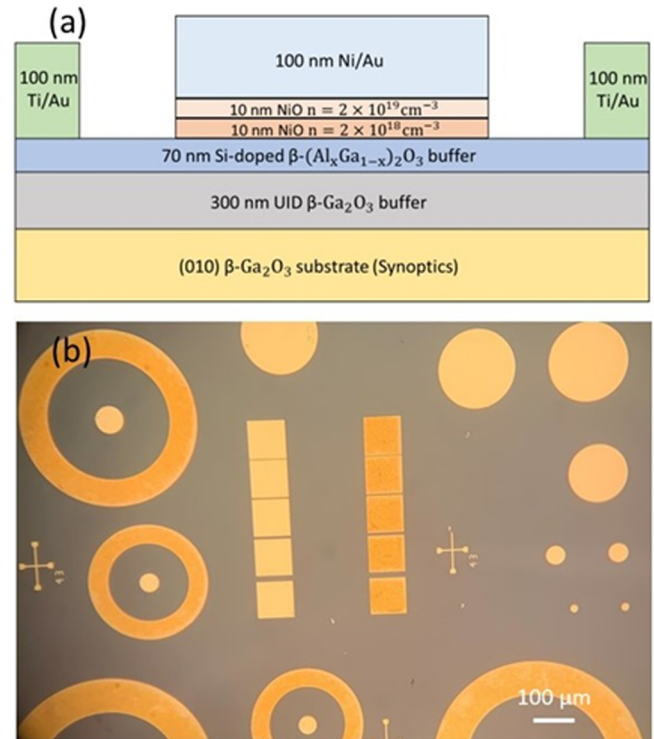 (a)
100 nm Ni/Au
100 nm
Ti/Au
100 nm
Ti/Au
10 nm NiO n = 2 × 10¹⁹cm⁻³
10 nm NiO n = 2 × 10¹⁸cm⁻³
70 nm Si-doped β-(AlₓGa₁₋ₓ)₂O₃ buffer
300 nm UID β-Ga₂O₃ buffer
(010) β-Ga₂O₃ substrate (Synoptics)
(b)
100 µm